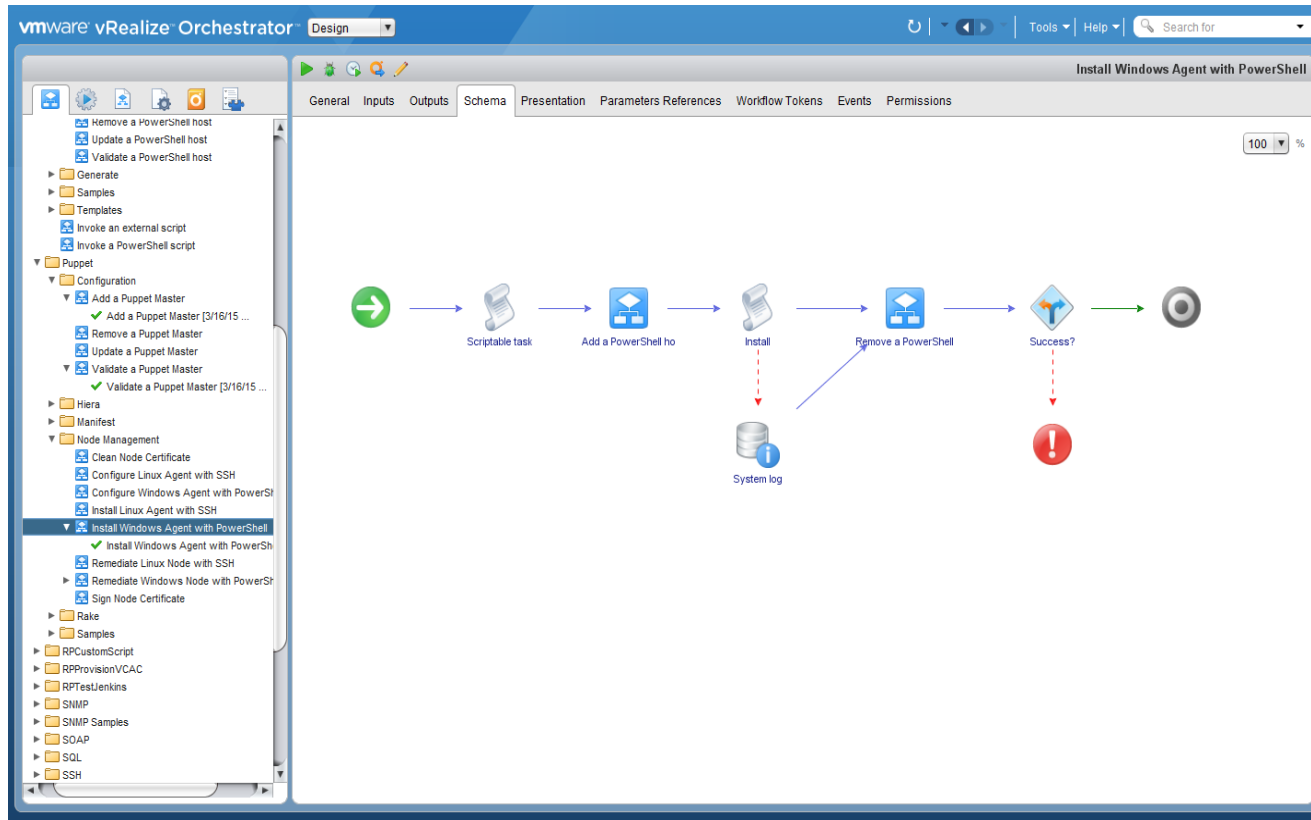 vmware vRealize Orchestrator™ Design
Tools Help Search for
Install Windows Agent with PowerShell
General Inputs Outputs Schema Presentation Parameters References Workflow Tokens Events Permissions
100 %
Remove a PowerShell host
Update a PowerShell host
Validate a PowerShell host
Generate
Samples
Templates
Invoke an external script
Invoke a PowerShell script
Puppet
Configuration
Add a Puppet Master
Add a Puppet Master [3/16/15 ...
Remove a Puppet Master
Update a Puppet Master
Validate a Puppet Master
Validate a Puppet Master [3/16/15 ...
Hiera
Manifest
Node Management
Clean Node Certificate
Configure Linux Agent with SSH
Configure Windows Agent with PowerSh
Install Linux Agent with SSH
Install Windows Agent with PowerShell
Install Windows Agent with PowerShe
Remediate Linux Node with SSH
Remediate Windows Node with PowerSh
Sign Node Certificate
Rake
Samples
RPCustomScript
RPProvisionVCAC
RPTestJenkins
SNMP
SNMP Samples
SOAP
SQL
SSH
Scriptable task
Add a PowerShell ho
Install
Remove a PowerShell
Success?
System log